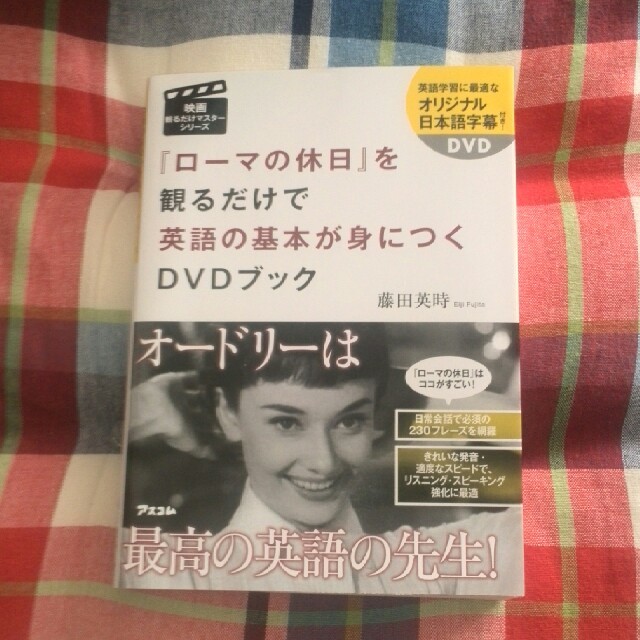 映画
観るだけマスター
シリーズ
英語学習に最適な
オリジナル
日本語字幕付き!
DVD
『ローマの休日』を
観るだけで
英語の基本が身につく
DVDブック
藤田英時 Eiji Fujita
オードリーは
『ローマの休日』は
ココがすごい!
日常会話で必須の
230フレーズを網羅
きれいな発音・
適度なスピードで、
リスニング・スピーキング
強化に最適
アスコム
最高の英語の先生!